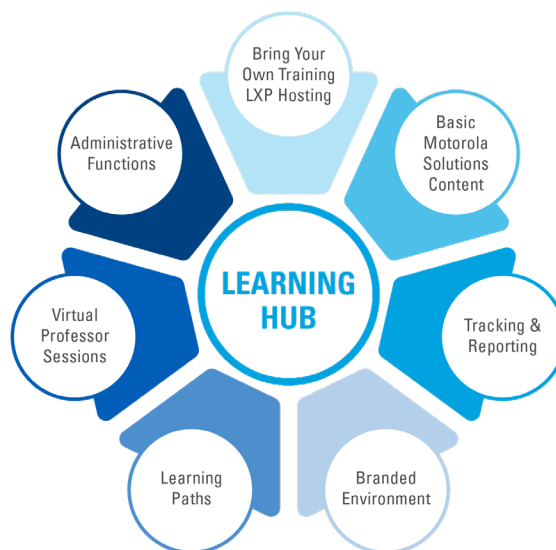 Bring Your
Own Training
LXP Hosting
Basic
Motorola
Solutions
Content
Tracking &
Reporting
Branded
Environment
Learning
Paths
Virtual
Professor
Sessions
Administrative
Functions
LEARNING
HUB